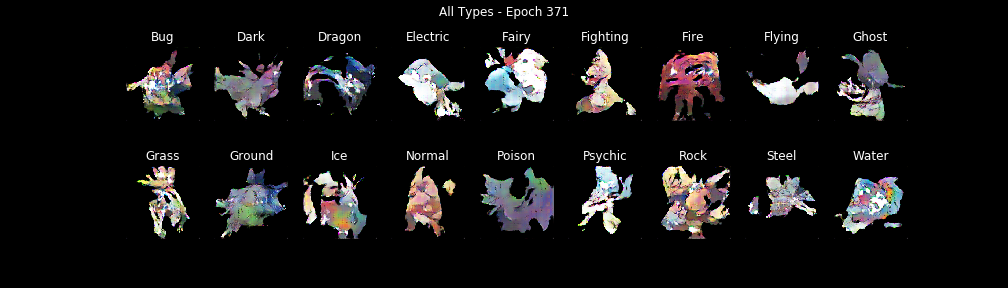 All Types - Epoch 371
Bug Dark Dragon Electric Fairy Fighting Fire Flying Ghost
Grass Ground Ice Normal Poison Psychic Rock Steel Water